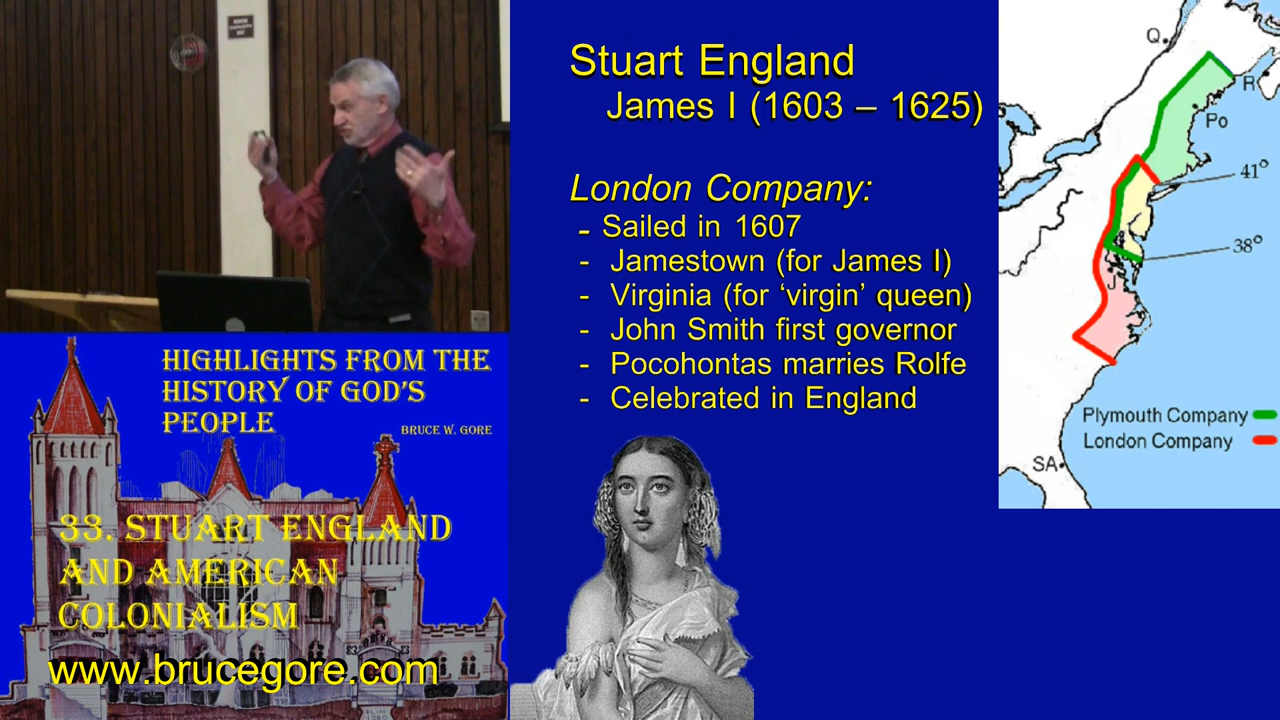 Stuart England
James I (1603 – 1625)
London Company:
- Sailed in 1607
- Jamestown (for James I)
- Virginia (for ‘virgin’ queen)
- John Smith first governor
- Pocohontas marries Rolfe
- Celebrated in England
Q
R
Po
41°
38°
J
Plymouth Company
London Company
SA
HIGHLIGHTS FROM THE
HISTORY OF GOD'S
PEOPLE
BRUCE W. GORE
33. STUART ENGLAND
AND AMERICAN
COLONIALISM
www.brucegore.com